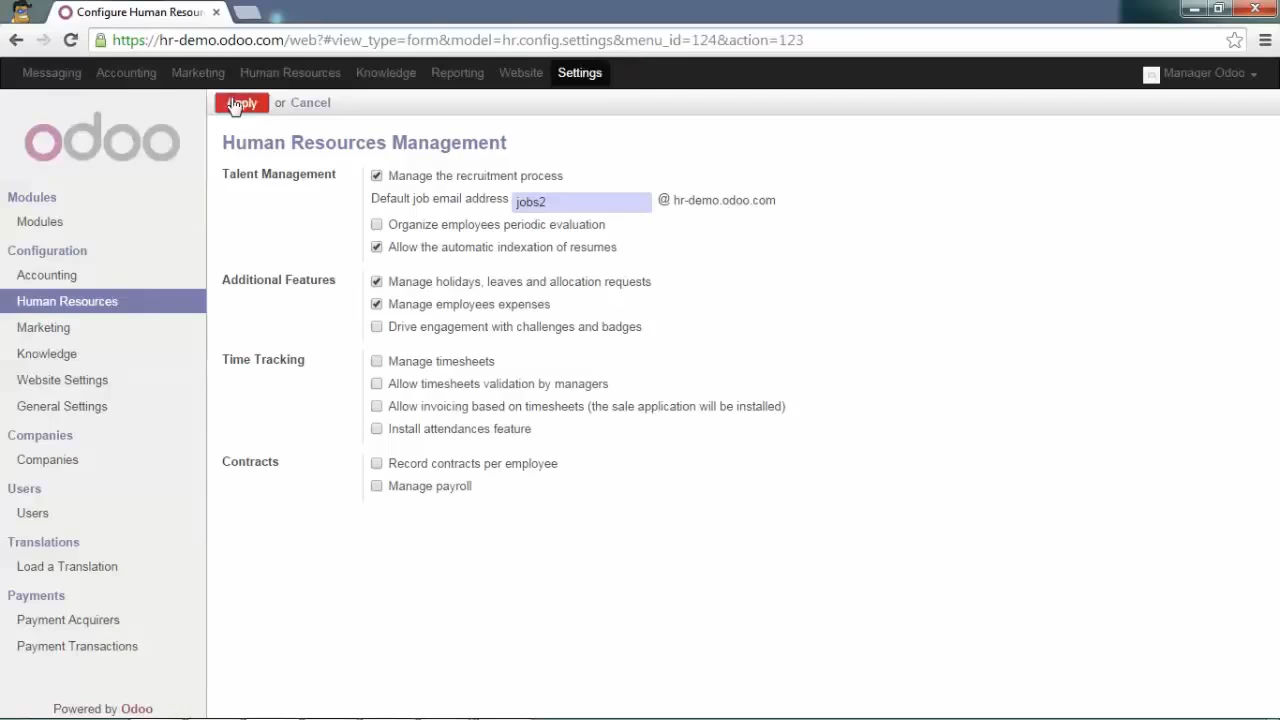 Configure Human Resour
https://hr-demo.odoo.com/web?#view_type=form&model=hr.config.settings&menu_id=124&action=123
Messaging Accounting Marketing Human Resources Knowledge Reporting Website Settings Manager Odoo
Apply or Cancel
odoo
Human Resources Management
Talent Management
Manage the recruitment process
Default job email address jobs2 @ hr-demo.odoo.com
Organize employees periodic evaluation
Allow the automatic indexation of resumes
Additional Features
Manage holidays, leaves and allocation requests
Manage employees expenses
Drive engagement with challenges and badges
Time Tracking
Manage timesheets
Allow timesheets validation by managers
Allow invoicing based on timesheets (the sale application will be installed)
Install attendances feature
Contracts
Record contracts per employee
Manage payroll
Modules
Modules
Configuration
Accounting
Human Resources
Marketing
Knowledge
Website Settings
General Settings
Companies
Companies
Users
Users
Translations
Load a Translation
Payments
Payment Acquirers
Payment Transactions
Powered by Odoo